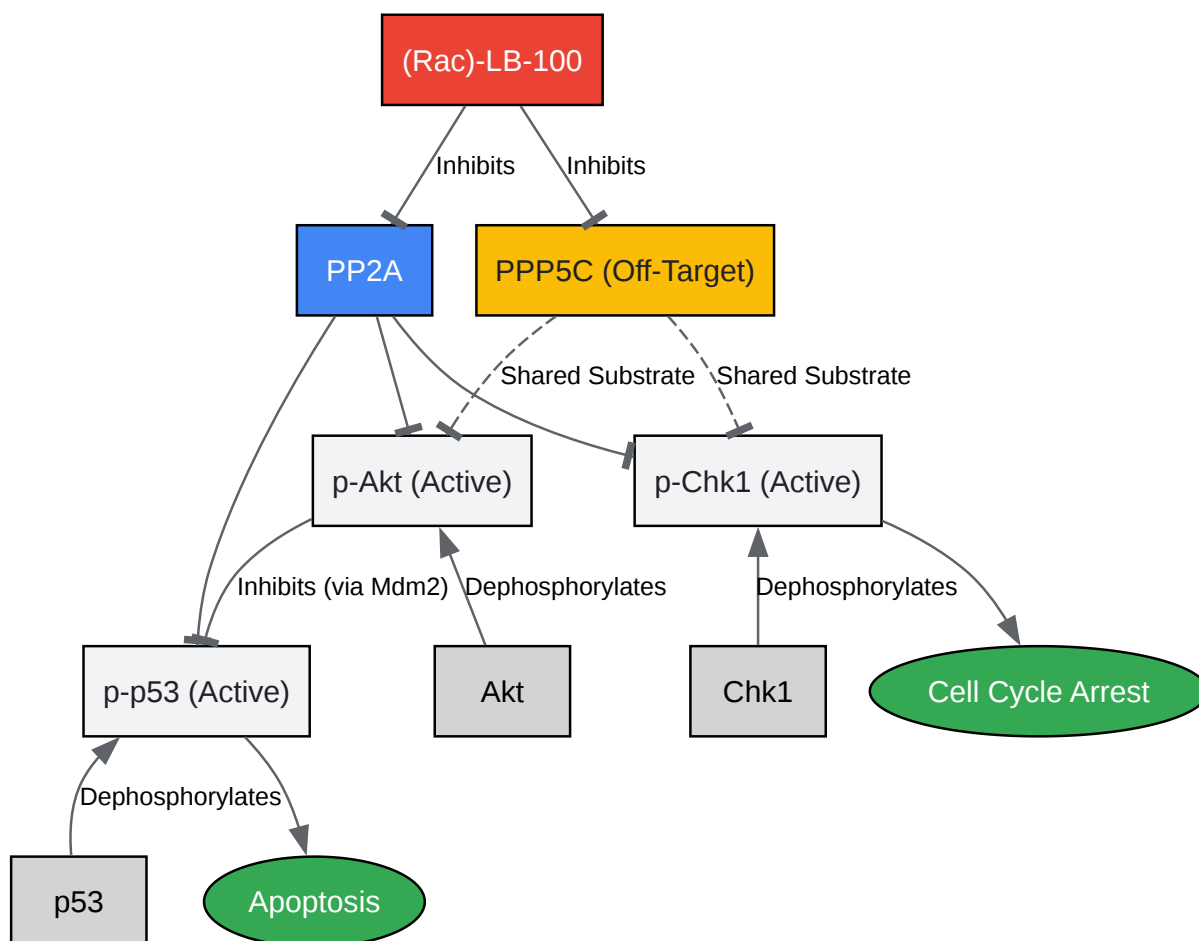 (Rac)-LB-100
Inhibits
Inhibits
PP2A
PPP5C (Off-Target)
Shared Substrate
Shared Substrate
p-Akt (Active)
p-Chk1 (Active)
Inhibits (via Mdm2)
Dephosphorylates
Dephosphorylates
p-p53 (Active)
Akt
Chk1
Cell Cycle Arrest
Dephosphorylates
p53
Apoptosis